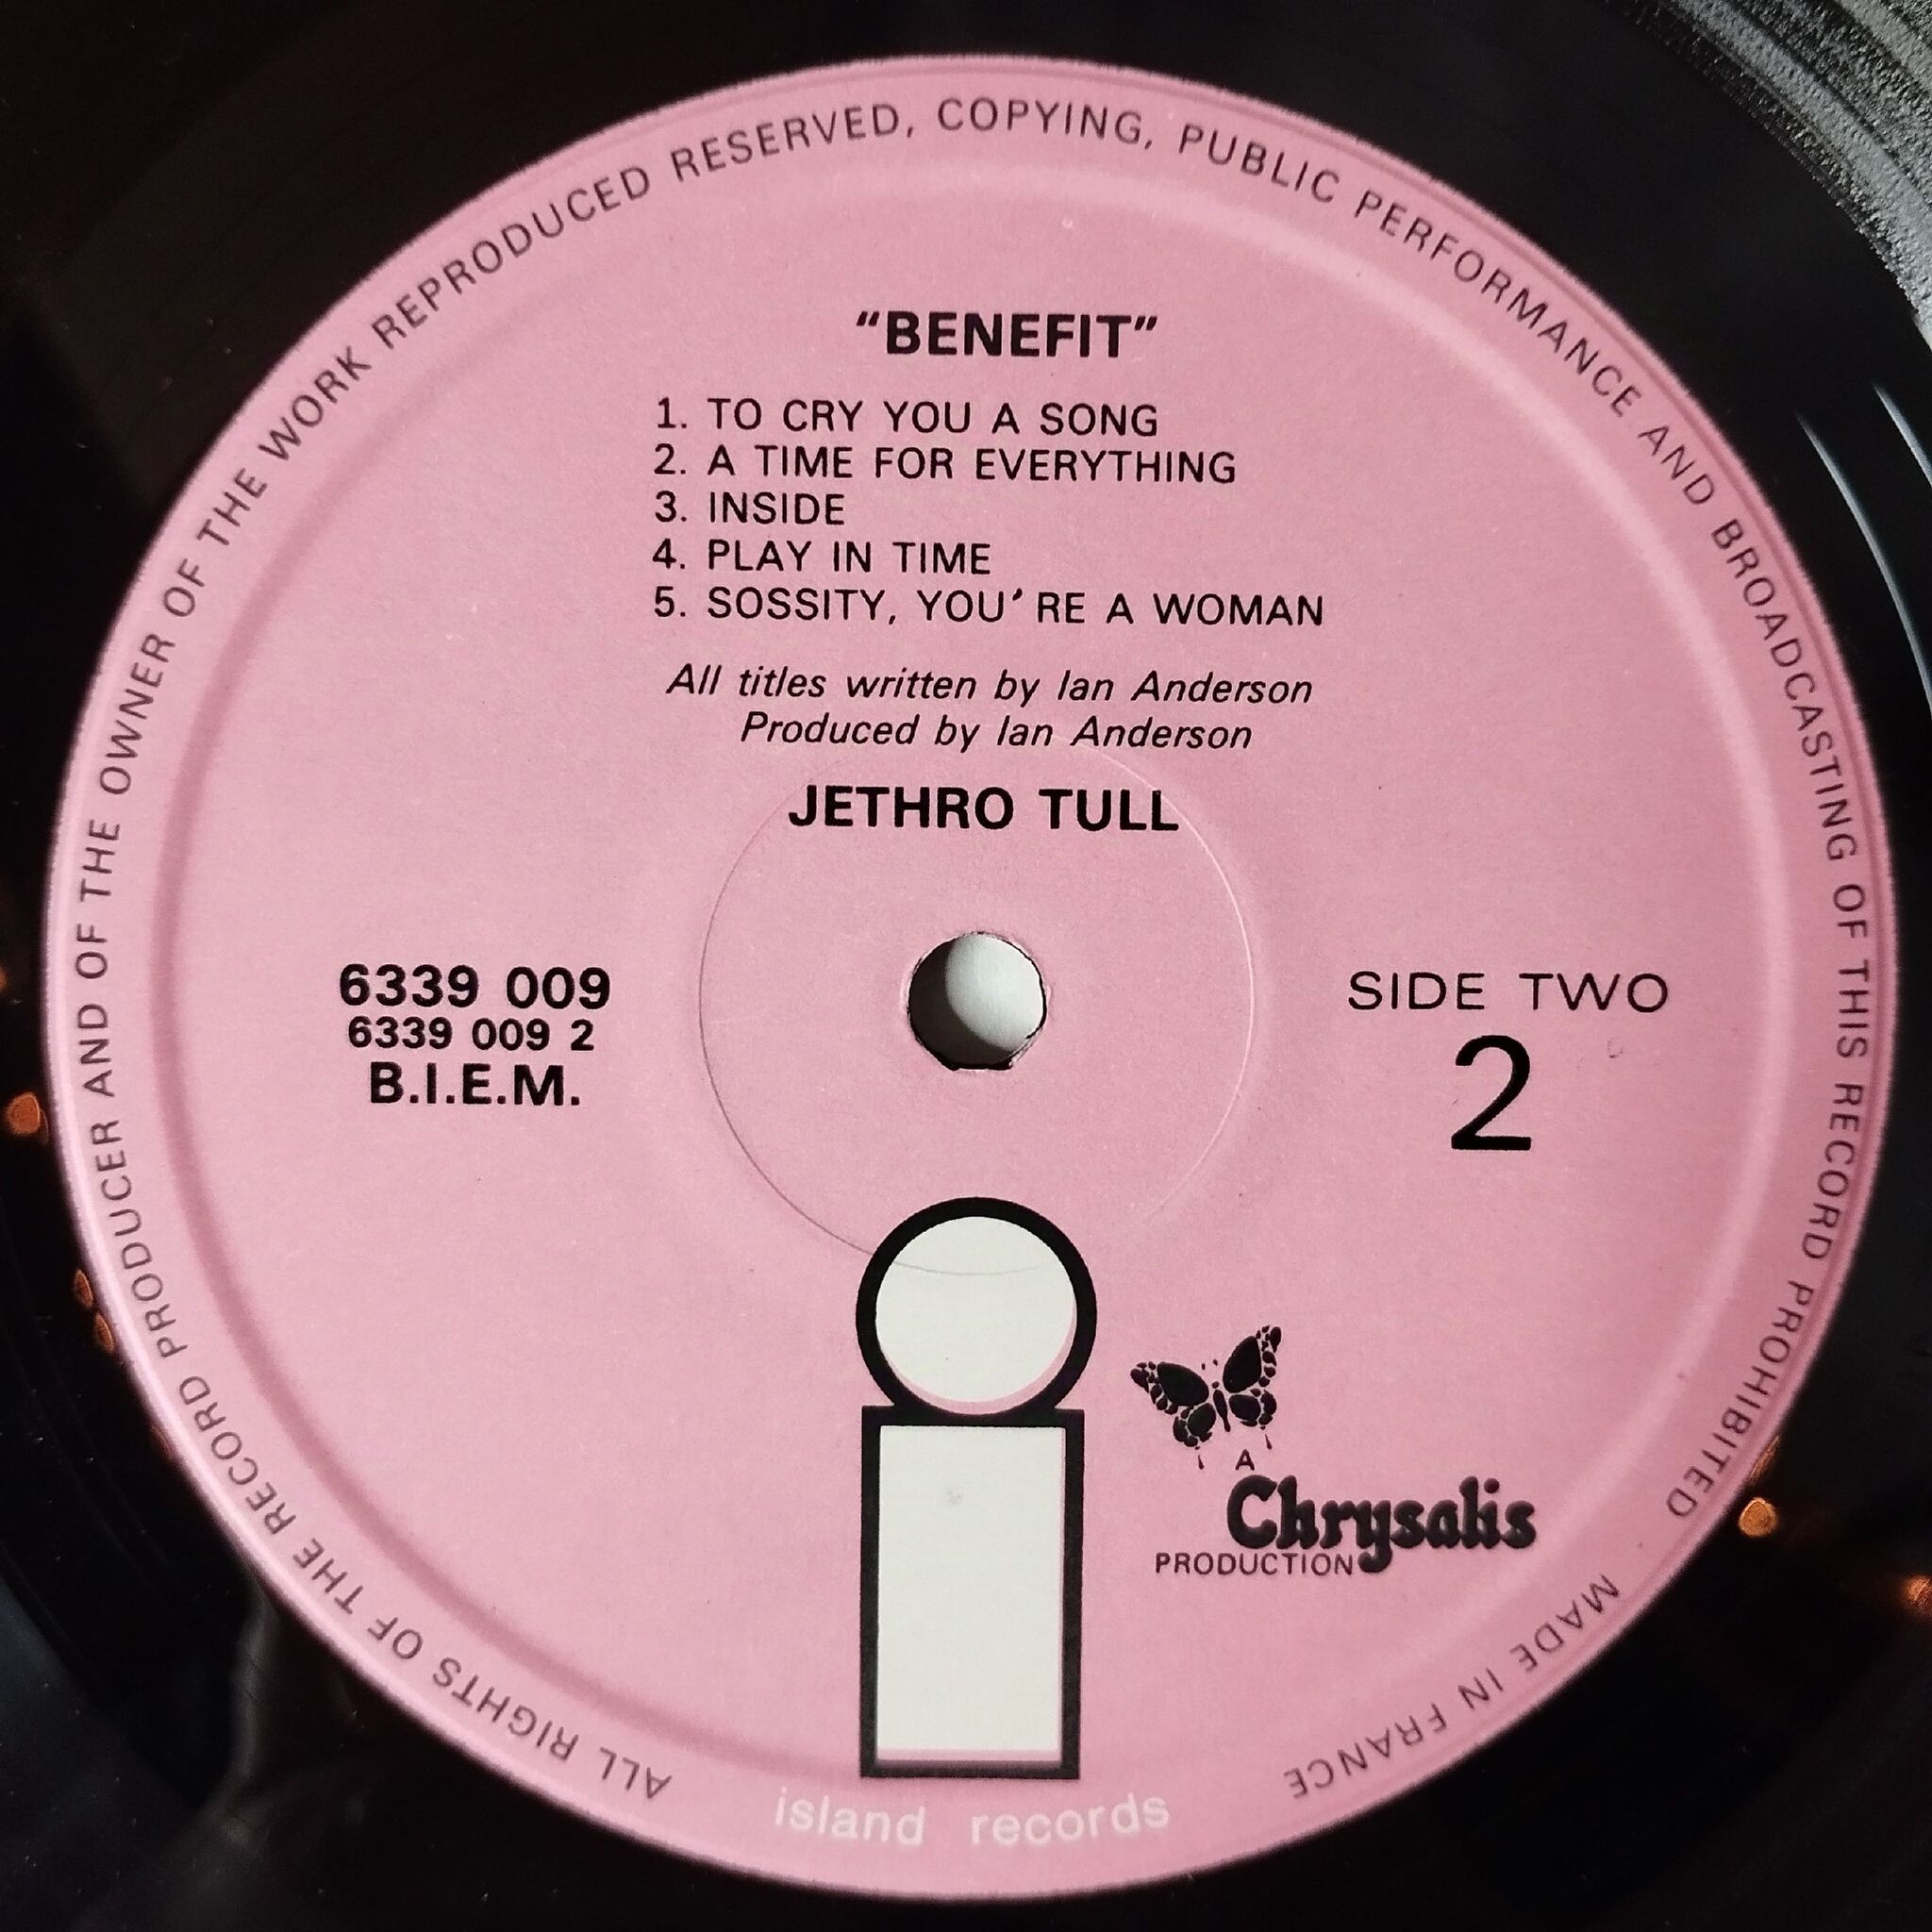 "BENEFIT"
1. TO CRY YOU A SONG
2. A TIME FOR EVERYTHING
3. INSIDE
4. PLAY IN TIME
5. SOSSITY, YOU'RE A WOMAN
All titles written by Ian Anderson
Produced by Ian Anderson
JETHRO TULL
6339 009
6339 009 2
B.I.E.M.
SIDE TWO
2
A
Chrysalis
PRODUCTION
island records
ALL RIGHTS OF THE RECORD PRODUCER AND OF THE OWNER OF THE WORK REPRODUCED RESERVED, COPYING, PUBLIC PERFORMANCE AND BROADCASTING OF THIS RECORD PROHIBITED
MADE IN FRANCE